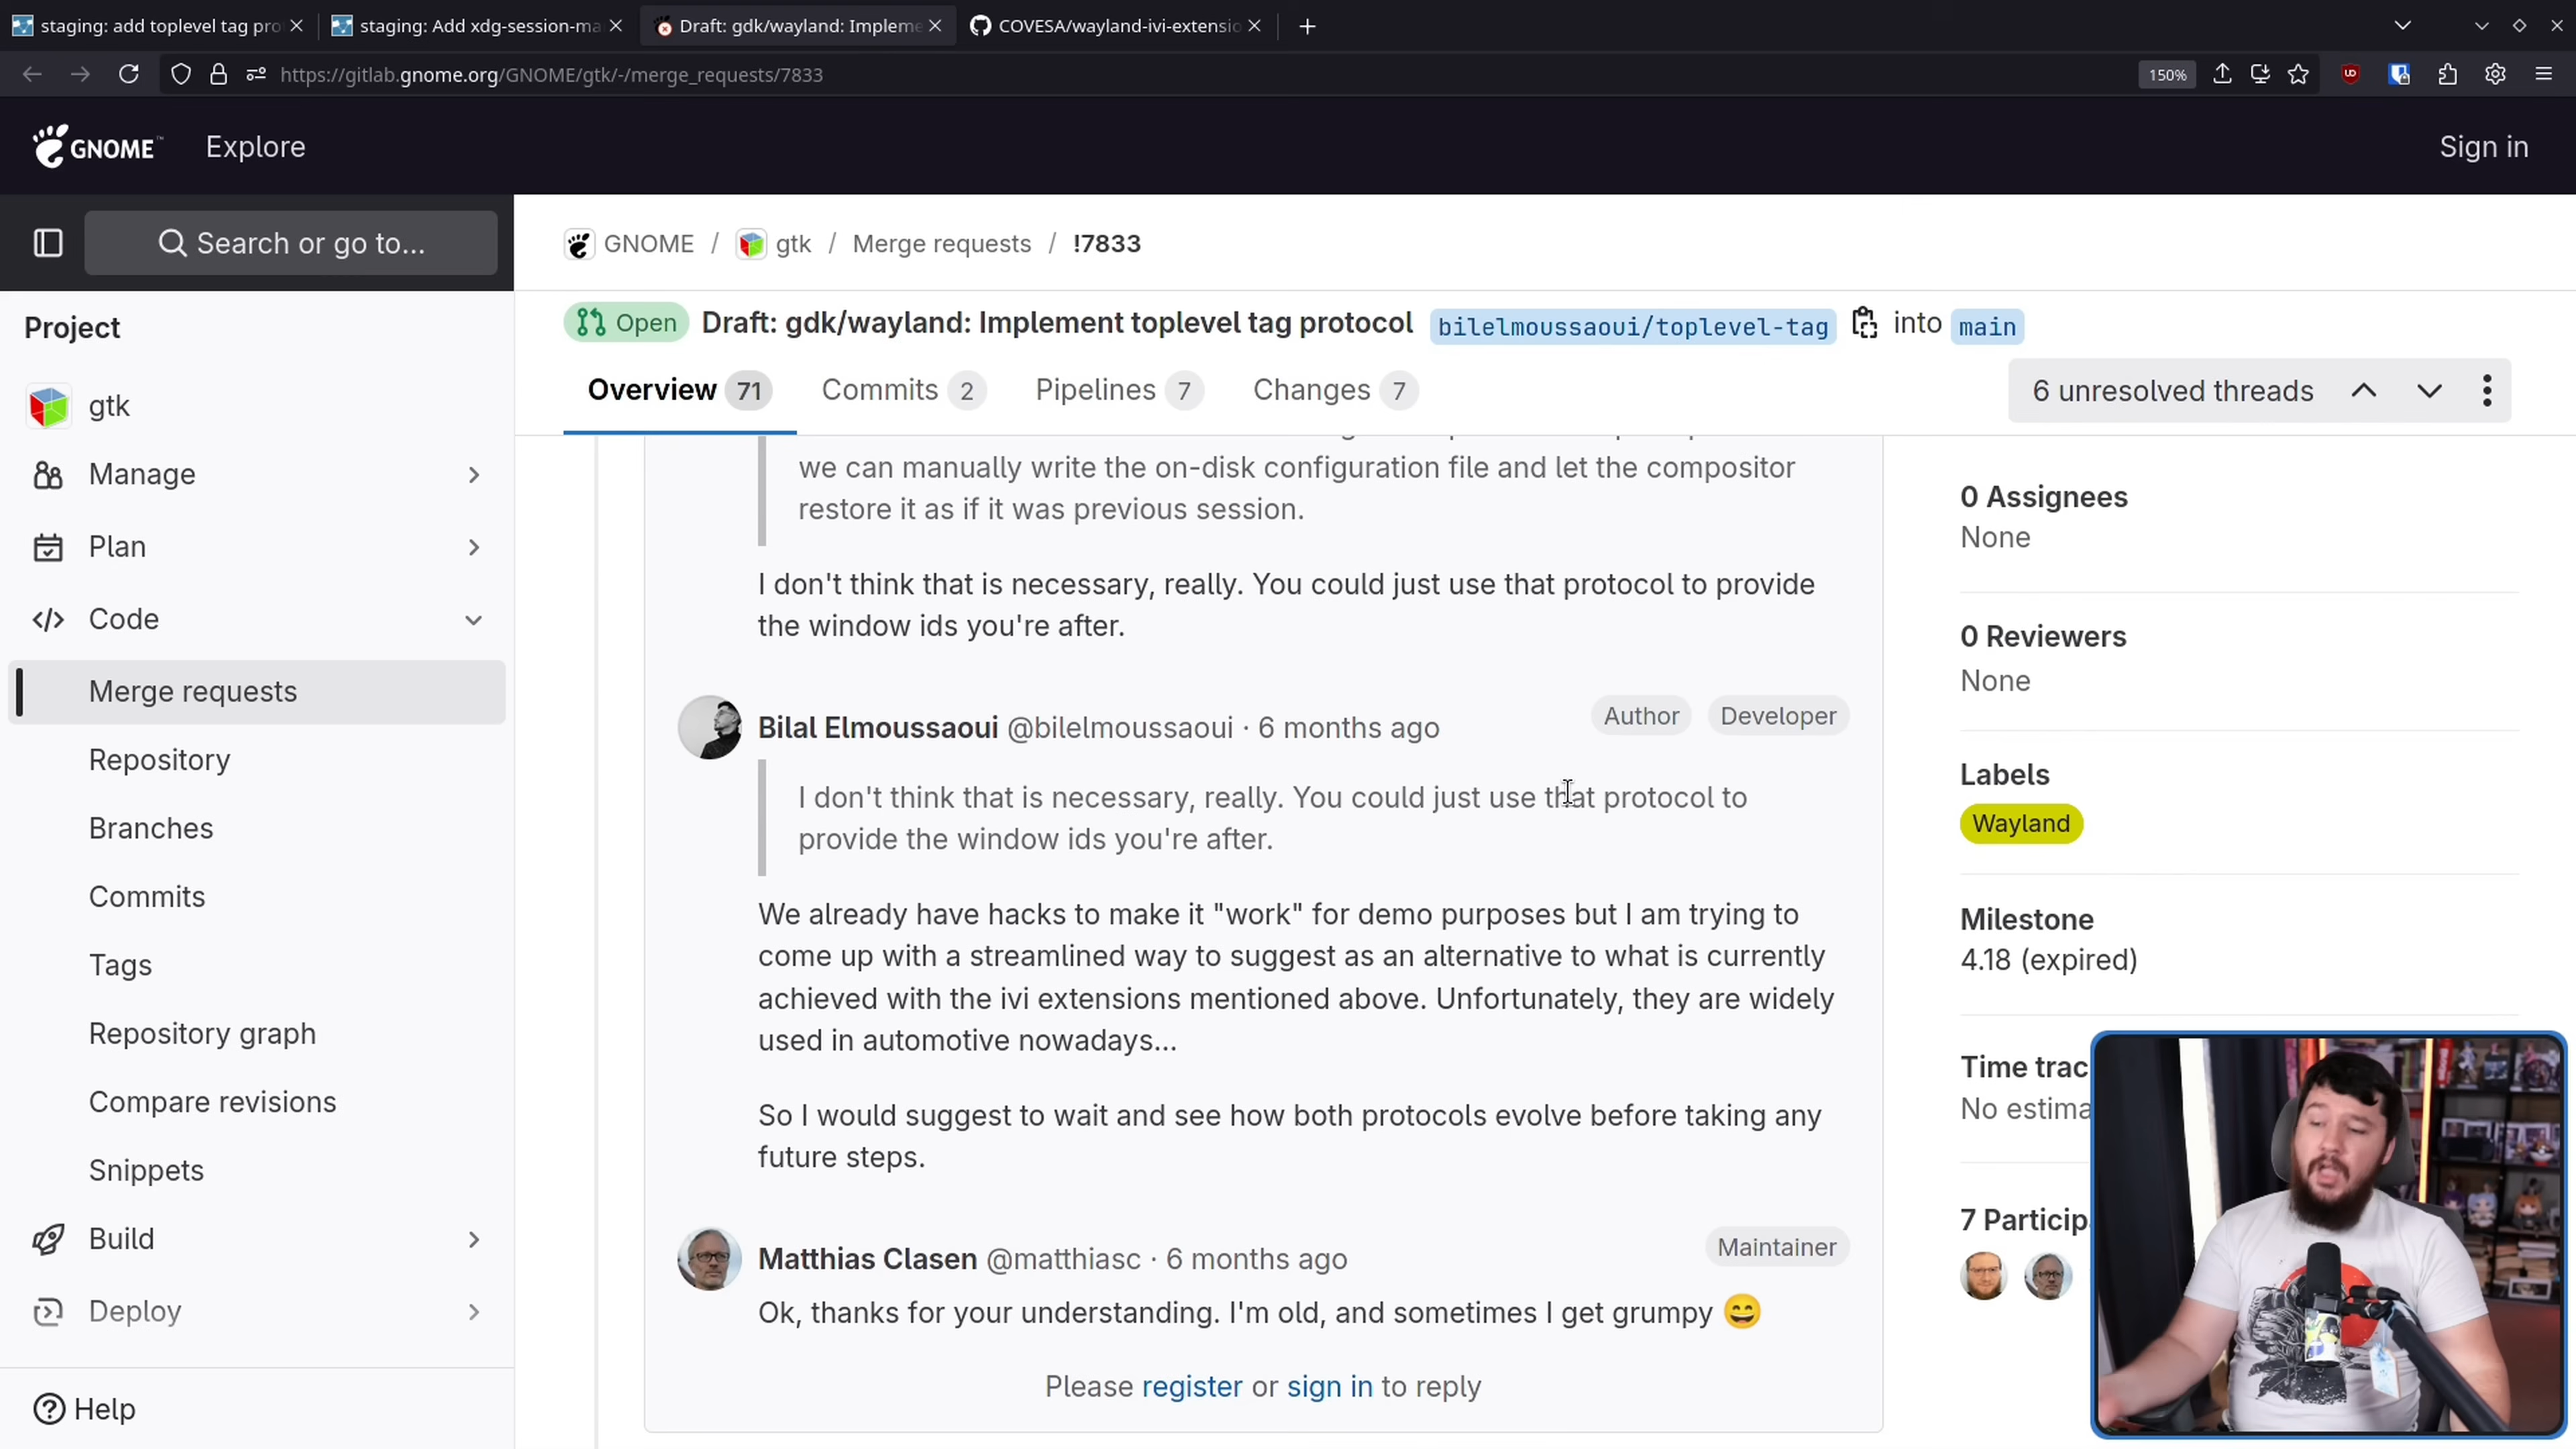 staging: add toplevel tag pro
staging: Add xdg-session-ma
Draft: gdk/wayland: Impleme
COVESA/wayland-ivi-extensio
https://gitlab.gnome.org/GNOME/gtk/-/merge_requests/7833
150%
GNOME™
Explore
Sign in
Search or go to...
GNOME / gtk / Merge requests / !7833
Open
Draft: gdk/wayland: Implement toplevel tag protocol bilelmoussaoui/toplevel-tag into main
Overview 71
Commits 2
Pipelines 7
Changes 7
6 unresolved threads
Project
gtk
Manage
Plan
Code
Merge requests
Repository
Branches
Commits
Tags
Repository graph
Compare revisions
Snippets
Build
Deploy
Help
we can manually write the on-disk configuration file and let the compositor
restore it as if it was previous session.
I don't think that is necessary, really. You could just use that protocol to provide
the window ids you're after.
Bilal Elmoussaoui @bilelmoussaoui · 6 months ago
Author
Developer
I don't think that is necessary, really. You could just use that protocol to
provide the window ids you're after.
We already have hacks to make it "work" for demo purposes but I am trying to
come up with a streamlined way to suggest as an alternative to what is currently
achieved with the ivi extensions mentioned above. Unfortunately, they are widely
used in automotive nowadays...
So I would suggest to wait and see how both protocols evolve before taking any
future steps.
Matthias Clasen @matthiasc · 6 months ago
Maintainer
Ok, thanks for your understanding. I'm old, and sometimes I get grumpy 😄
Please register or sign in to reply
0 Assignees
None
0 Reviewers
None
Labels
Wayland
Milestone
4.18 (expired)
Time trac
No estima
7 Particip